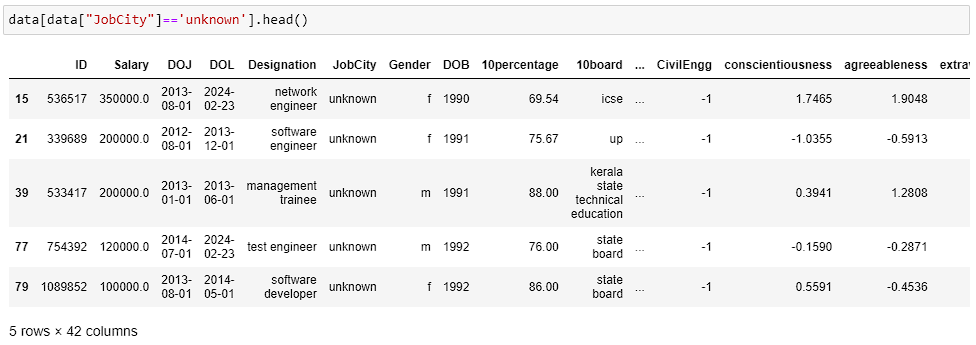 data[data["JobCity"]=='unknown'].head()
ID Salary DOJ DOL Designation JobCity Gender DOB 10percentage 10board ... CivilEngg conscientiousness agreeableness extrav
15 536517 350000.0 2013-08-01 2024-02-23 network engineer unknown f 1990 69.54 icse ... -1 1.7465 1.9048
21 339689 200000.0 2012-08-01 2013-12-01 software engineer unknown f 1991 75.67 up ... -1 -1.0355 -0.5913
39 533417 200000.0 2013-01-01 2013-06-01 management trainee unknown m 1991 88.00 kerala state technical education ... -1 0.3941 1.2808
77 754392 120000.0 2014-07-01 2024-02-23 test engineer unknown m 1992 76.00 state board ... -1 -0.1590 -0.2871
79 1089852 100000.0 2013-08-01 2014-05-01 software developer unknown f 1992 86.00 state board ... -1 0.5591 -0.4536
5 rows × 42 columns